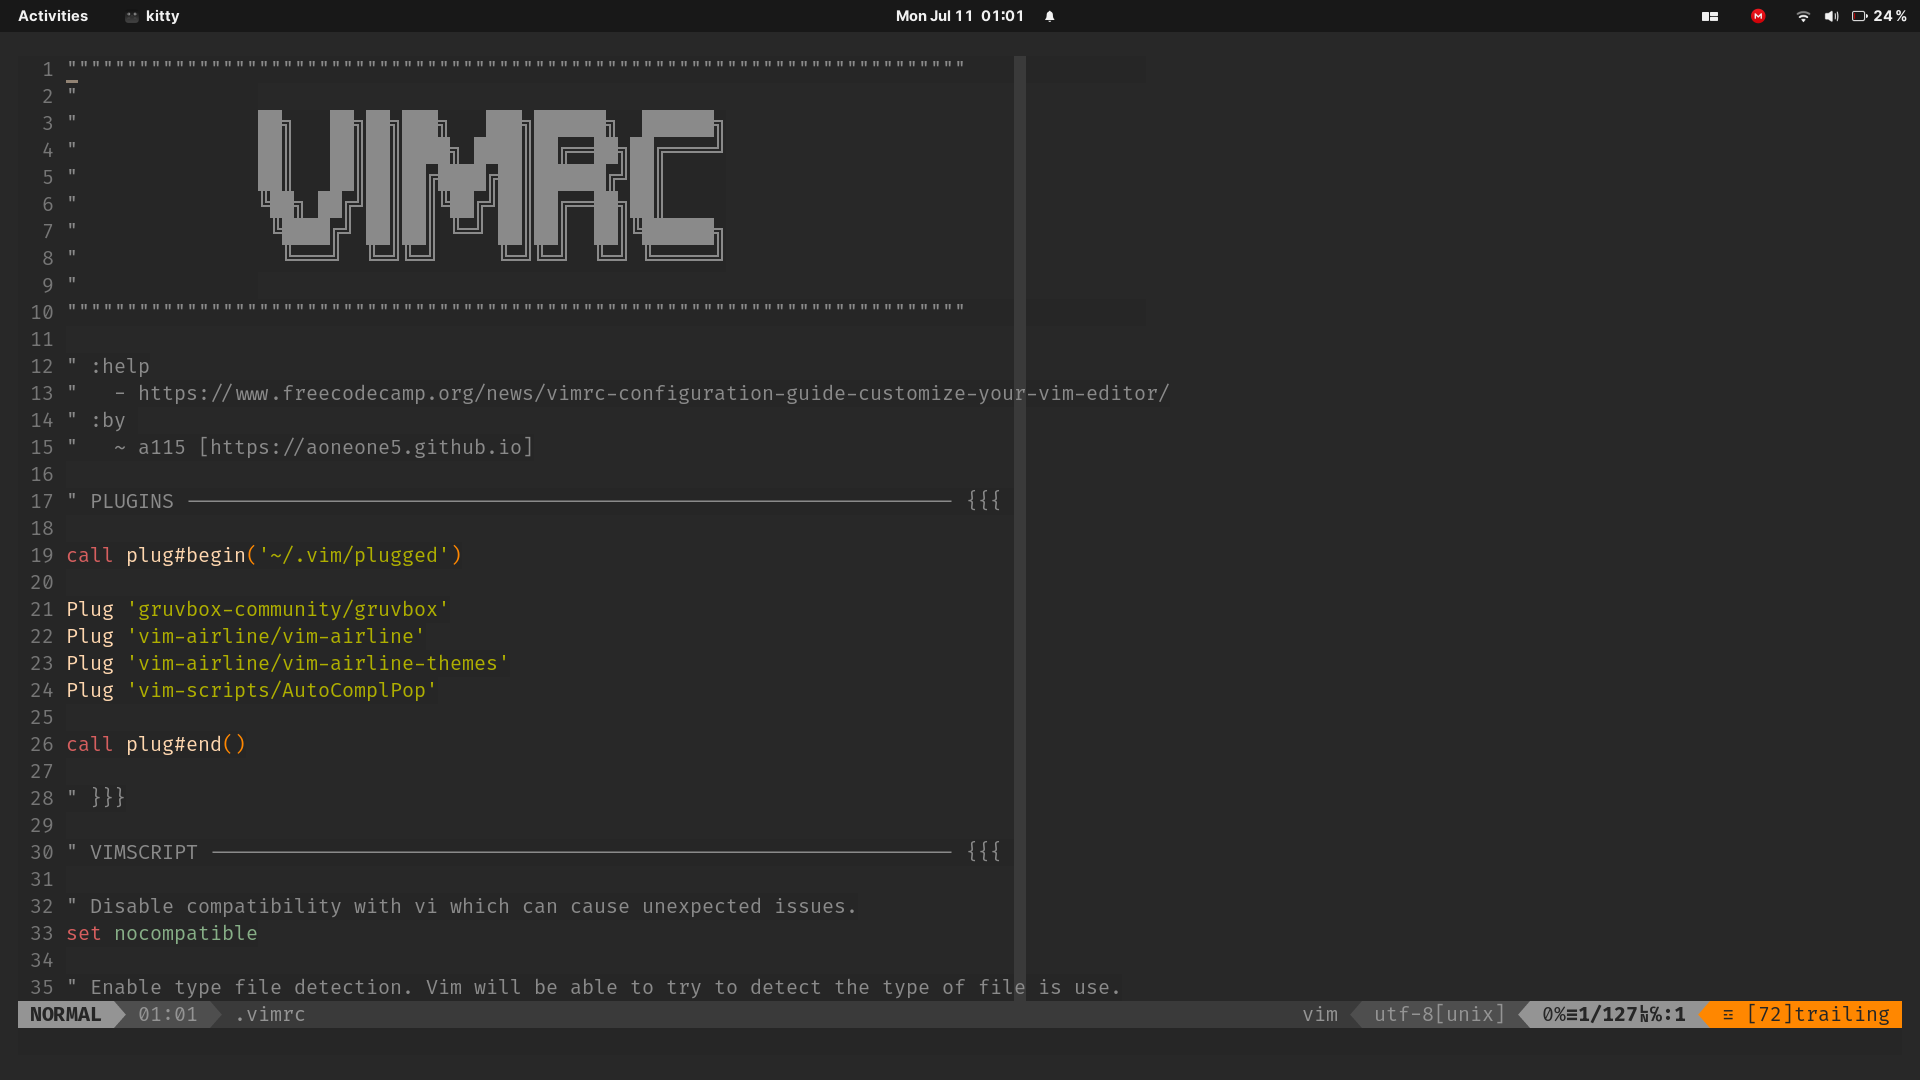 Activities kitty Mon Jul 11 01:01 24 %
1 """""""""""""""""""""""""""""""""""""""""""""""""""""""""""""""""""""""""""
2 "
3 "
4 "
5 "
6 "
7 "
8 "
VIMRC
9 "
10 """""""""""""""""""""""""""""""""""""""""""""""""""""""""""""""""""""""""""
11
12 " :help
13 "   - https://www.freecodecamp.org/news/vimrc-configuration-guide-customize-your-vim-editor/
14 " :by
15 "   ~ a115 [https://aoneone5.github.io]
16
17 " PLUGINS ---------------------------------------------------------------- {{{
18
19 call plug#begin('~/.vim/plugged')
20
21 Plug 'gruvbox-community/gruvbox'
22 Plug 'vim-airline/vim-airline'
23 Plug 'vim-airline/vim-airline-themes'
24 Plug 'vim-scripts/AutoComplPop'
25
26 call plug#end()
27
28 " }}}
29
30 " VIMSCRIPT -------------------------------------------------------------- {{{
31
32 " Disable compatibility with vi which can cause unexpected issues.
33 set nocompatible
34
35 " Enable type file detection. Vim will be able to try to detect the type of file is use.
NORMAL 01:01 .vimrc vim utf-8[unix] 0%≡1/127㏑℅:1 ☲ [72]trailing